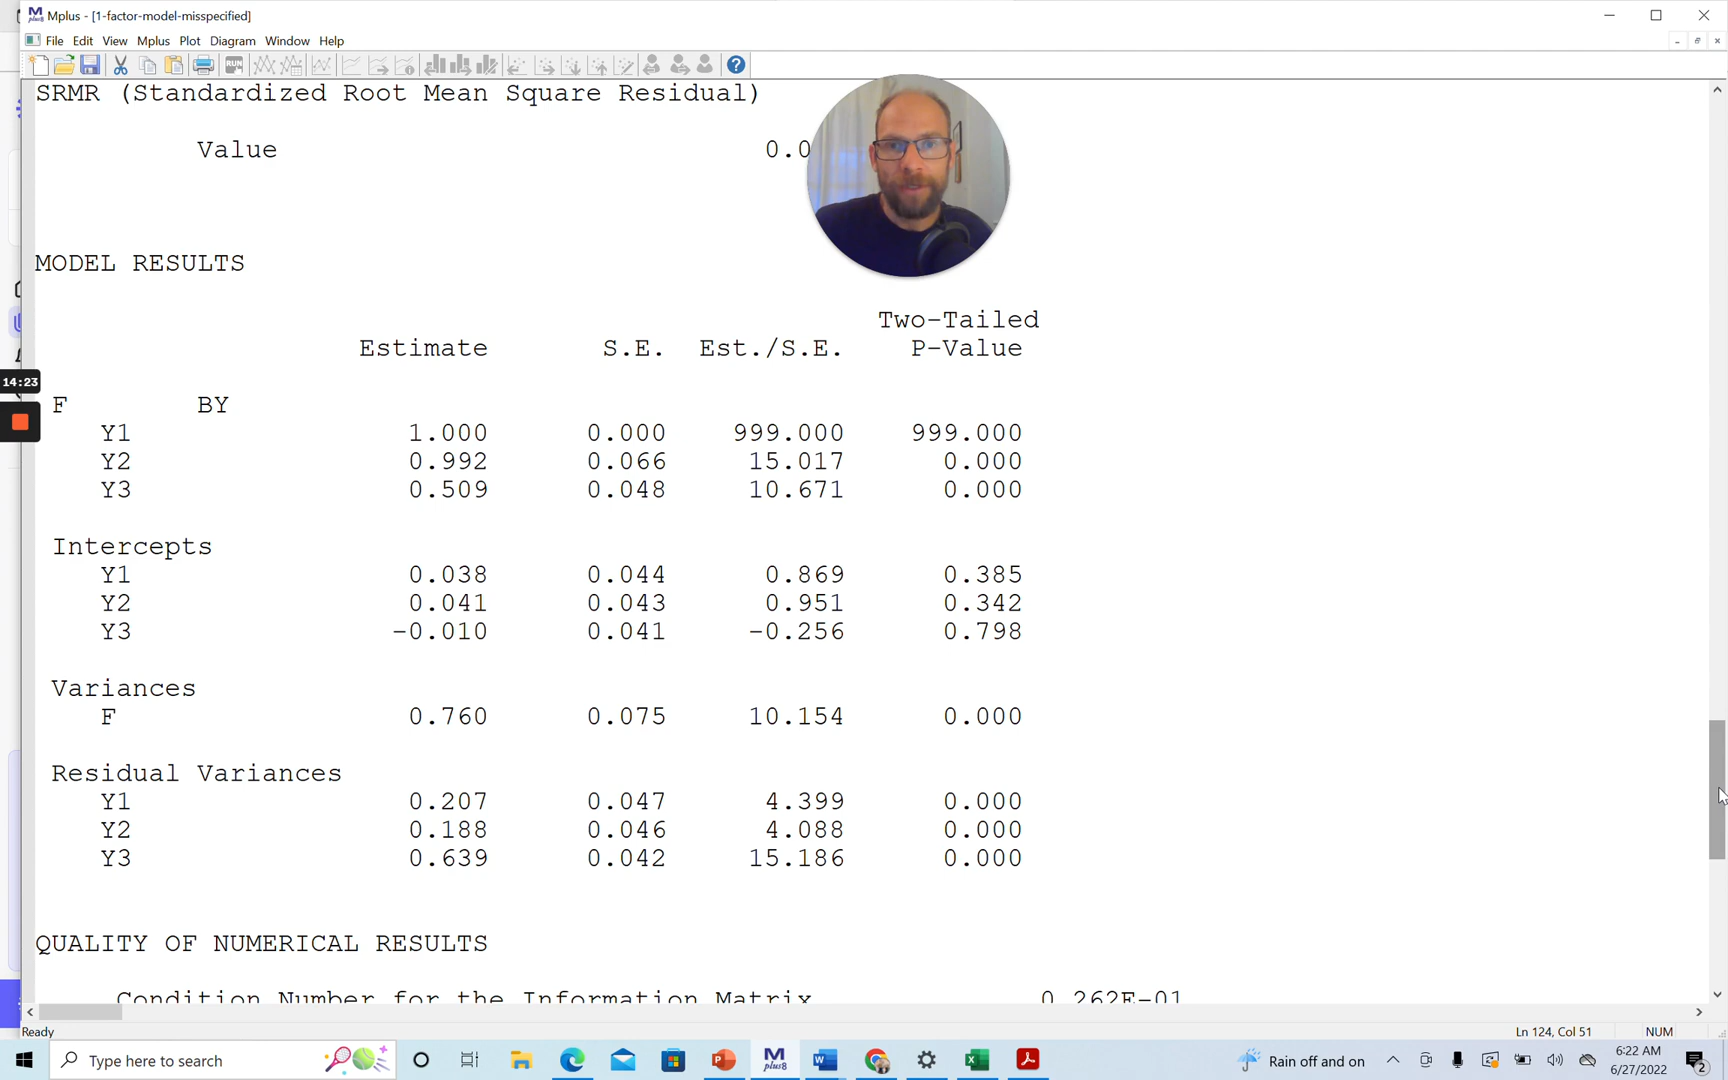 Mplus - [1-factor-model-misspecified]
File Edit View Mplus Plot Diagram Window Help
RUN
SRMR (Standardized Root Mean Square Residual)
Value 0.0
MODEL RESULTS
Two-Tailed
Estimate S.E. Est./S.E. P-Value
14:23
F BY
Y1 1.000 0.000 999.000 999.000
Y2 0.992 0.066 15.017 0.000
Y3 0.509 0.048 10.671 0.000
Intercepts
Y1 0.038 0.044 0.869 0.385
Y2 0.041 0.043 0.951 0.342
Y3 -0.010 0.041 -0.256 0.798
Variances
F 0.760 0.075 10.154 0.000
Residual Variances
Y1 0.207 0.047 4.399 0.000
Y2 0.188 0.046 4.088 0.000
Y3 0.639 0.042 15.186 0.000
QUALITY OF NUMERICAL RESULTS
Condition Number for the Information Matrix 0.262E-01
Ready Ln 124, Col 51 NUM
Type here to search
Rain off and on
6:22 AM
6/27/2022
2